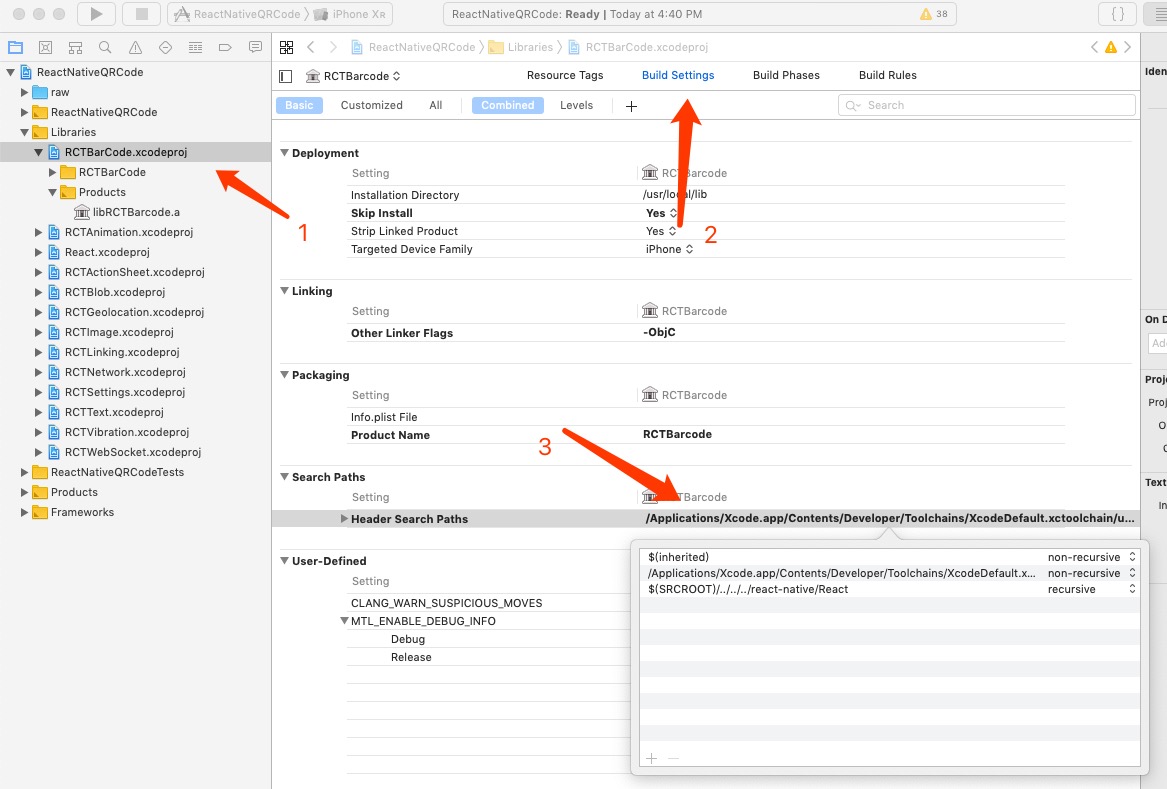 ReactNativeQRCode
iPhone XR
ReactNativeQRCode: Ready | Today at 4:40 PM
38
{ }
ReactNativeQRCode
Libraries
RCTBarCode.xcodeproj
ReactNativeQRCode
raw
ReactNativeQRCode
Libraries
RCTBarCode.xcodeproj
RCTBarCode
Products
libRCTBarcode.a
RCTAnimation.xcodeproj
React.xcodeproj
RCTActionSheet.xcodeproj
RCTBlob.xcodeproj
RCTGeolocation.xcodeproj
RCTImage.xcodeproj
RCTLinking.xcodeproj
RCTNetwork.xcodeproj
RCTSettings.xcodeproj
RCTText.xcodeproj
RCTVibration.xcodeproj
RCTWebSocket.xcodeproj
ReactNativeQRCodeTests
Products
Frameworks
1
RCTBarcode
Resource Tags
Build Settings
Build Phases
Build Rules
Basic
Customized
All
Combined
Levels
+
Search
2
Deployment
Setting
RCTBarcode
Installation Directory
/usr/local/lib
Skip Install
Yes
Strip Linked Product
Yes
Targeted Device Family
iPhone
Linking
Setting
RCTBarcode
Other Linker Flags
-ObjC
Packaging
Setting
RCTBarcode
Info.plist File
Product Name
RCTBarcode
3
Search Paths
Setting
RCTBarcode
Header Search Paths
/Applications/Xcode.app/Contents/Developer/Toolchains/XcodeDefault.xctoolchain/u...
User-Defined
Setting
CLANG_WARN_SUSPICIOUS_MOVES
MTL_ENABLE_DEBUG_INFO
Debug
Release
$(inherited)
non-recursive
/Applications/Xcode.app/Contents/Developer/Toolchains/XcodeDefault.x...
non-recursive
$(SRCROOT)/../../../react-native/React
recursive
+ —
Iden
On D
Ad
Proj
Proj
O
Text
In